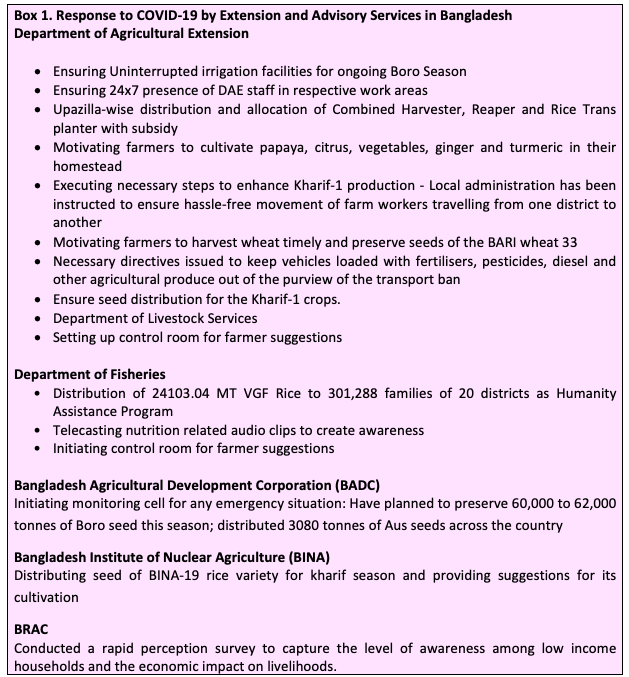 Box 1. Response to COVID-19 by Extension and Advisory Services in Bangladesh
Department of Agricultural Extension
• Ensuring Uninterrupted irrigation facilities for ongoing Boro Season
• Ensuring 24x7 presence of DAE staff in respective work areas
• Upazilla-wise distribution and allocation of Combined Harvester, Reaper and Rice Trans
planter with subsidy
• Motivating farmers to cultivate papaya, citrus, vegetables, ginger and turmeric in their
homestead
• Executing necessary steps to enhance Kharif-1 production - Local administration has been
instructed to ensure hassle-free movement of farm workers travelling from one district to
another
• Motivating farmers to harvest wheat timely and preserve seeds of the BARI wheat 33
• Necessary directives issued to keep vehicles loaded with fertilisers, pesticides, diesel and
other agricultural produce out of the purview of the transport ban
• Ensure seed distribution for the Kharif-1 crops.
• Department of Livestock Services
• Setting up control room for farmer suggestions
Department of Fisheries
• Distribution of 24103.04 MT VGF Rice to 301,288 families of 20 districts as Humanity
Assistance Program
• Telecasting nutrition related audio clips to create awareness
• Initiating control room for farmer suggestions
Bangladesh Agricultural Development Corporation (BADC)
Initiating monitoring cell for any emergency situation: Have planned to preserve 60,000 to 62,000
tonnes of Boro seed this season; distributed 3080 tonnes of Aus seeds across the country
Bangladesh Institute of Nuclear Agriculture (BINA)
Distributing seed of BINA-19 rice variety for kharif season and providing suggestions for its
cultivation
BRAC
Conducted a rapid perception survey to capture the level of awareness among low income
households and the economic impact on livelihoods.